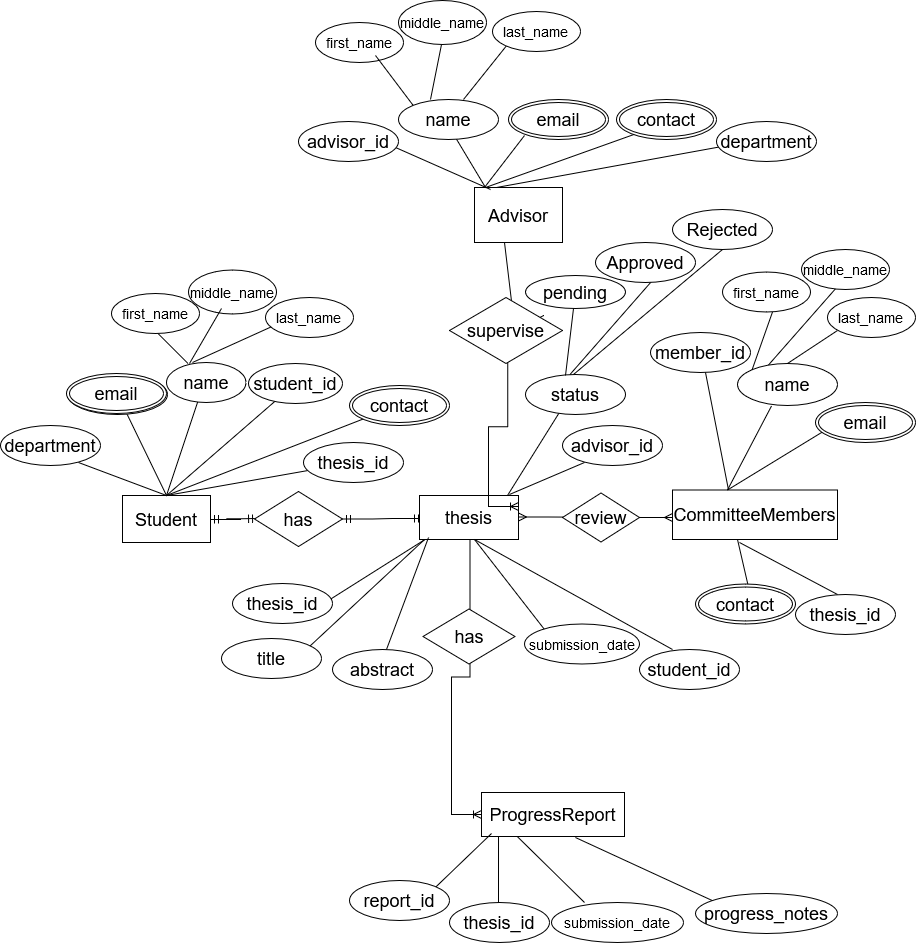 middle_name
last_name
first_name
name
email
contact
advisor_id
department
Advisor
Rejected
Approved
pending
supervise
status
advisor_id
middle_name
first_name
last_name
name
student_id
email
contact
department
thesis_id
Student
has
thesis
review
CommitteeMembers
middle_name
first_name
last_name
member_id
name
email
contact
thesis_id
thesis_id
title
abstract
has
submission_date
student_id
ProgressReport
report_id
thesis_id
submission_date
progress_notes